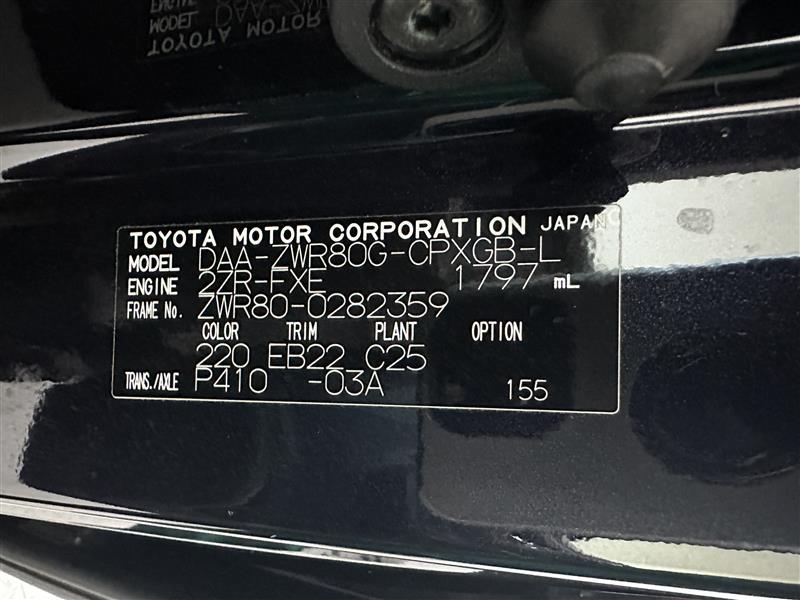 TOYOTA MOTOR CORPORATION JAPAN
MODEL DAA-ZWR80G-CPXGB-L
ENGINE 2ZR-FXE 1797 mL
FRAME No. ZWR80-0282359
COLOR TRIM PLANT OPTION
220 EB22 C25
TRANS./AXLE P410 -03A 155